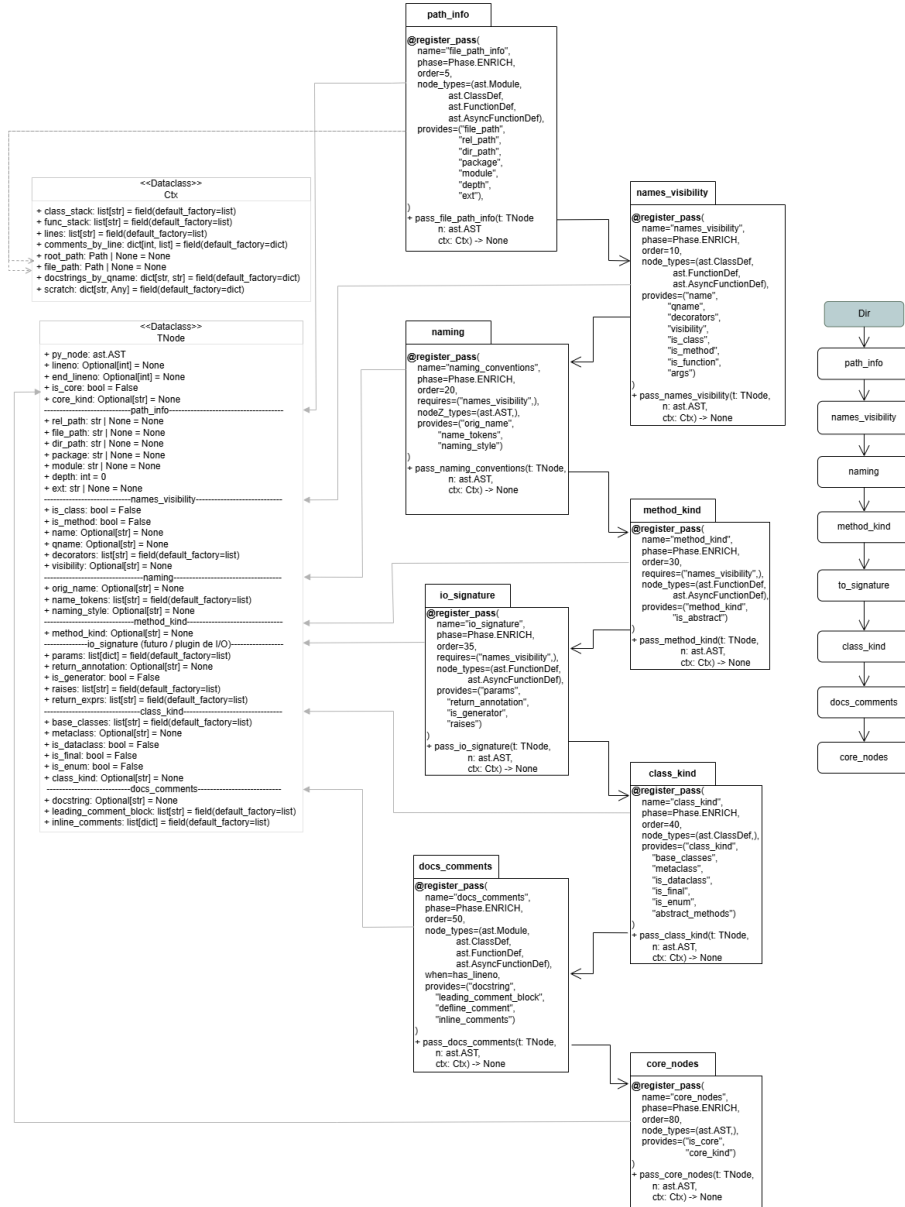 path_info
@register_pass(
name="file_path_info",
phase=Phase.ENRICH,
order=5,
node_types=(ast.Module,
ast.ClassDef,
ast.FunctionDef,
ast.AsyncFunctionDef),
provides=("file_path",
"rel_path",
"dir_path",
"package",
"module",
"depth",
"ext"),
)
+ pass_file_path_info(t: TNode
n: ast.AST
ctx: Ctx) -> None
<<Dataclass>>
Ctx
+ class_stack: list[str] = field(default_factory=list)
+ func_stack: list[str] = field(default_factory=list)
+ lines: list[str] = field(default_factory=list)
+ comments_by_line: dict[int, list] = field(default_factory=dict)
+ root_path: Path | None = None
+ file_path: Path | None = None
+ docstrings_by_qname: dict[str, str] = field(default_factory=dict)
+ scratch: dict[str, Any] = field(default_factory=dict)
names_visibility
@register_pass(
name="names_visibility",
phase=Phase.ENRICH,
order=10,
node_types=(ast.ClassDef,
ast.FunctionDef,
ast.AsyncFunctionDef),
provides=("name",
"qname",
"decorators",
"visibility",
"is_class",
"is_method",
"is_function",
"args")
)
+ pass_names_visibility(t: TNode,
n: ast.AST,
ctx: Ctx) -> None
<<Dataclass>>
TNode
+ py_node: ast.AST
+ lineno: Optional[int] = None
+ end_lineno: Optional[int] = None
+ is_core: bool = False
+ core_kind: Optional[str] = None
-----------------------------path_info-------------------------------------
+ rel_path: str | None = None
+ file_path: str | None = None
+ dir_path: str | None = None
+ package: str | None = None
+ module: str | None = None
+ depth: int = 0
+ ext: str | None = None
-----------------------------names_visibility-----------------------------
+ is_class: bool = False
+ is_method: bool = False
+ name: Optional[str] = None
+ qname: Optional[str] = None
+ decorators: list[str] = field(default_factory=list)
+ visibility: Optional[str] = None
--------------------------------naming------------------------------------
+ orig_name: Optional[str] = None
+ name_tokens: list[str] = field(default_factory=list)
+ naming_style: Optional[str] = None
-----------------------------method_kind--------------------------------
+ method_kind: Optional[str] = None
--------------io_signature (futuro / plugin de I/O)------------------
+ params: list[dict] = field(default_factory=list)
+ return_annotation: Optional[str] = None
+ is_generator: bool = False
+ raises: list[str] = field(default_factory=list)
+ return_exprs: list[str] = field(default_factory=list)
-------------------------------class_kind---------------------------------
+ base_classes: list[str] = field(default_factory=list)
+ metaclass: Optional[str] = None
+ is_dataclass: bool = False
+ is_final: bool = False
+ is_enum: bool = False
+ class_kind: Optional[str] = None
----------------------------docs_comments----------------------------
+ docstring: Optional[str] = None
+ leading_comment_block: list[str] = field(default_factory=list)
+ inline_comments: list[dict] = field(default_factory=list)
naming
@register_pass(
name="naming_conventions",
phase=Phase.ENRICH,
order=20,
requires=("names_visibility",),
nodeZ_types=(ast.AST,),
provides=("orig_name",
"name_tokens",
"naming_style")
)
+ pass_naming_conventions(t: TNode,
n: ast.AST,
ctx: Ctx) -> None
method_kind
@register_pass(
name="method_kind",
phase=Phase.ENRICH,
order=30,
requires=("names_visibility",),
node_types=(ast.FunctionDef,
ast.AsyncFunctionDef),
provides=("method_kind",
"is_abstract")
)
+ pass_method_kind(t: TNode,
n: ast.AST,
ctx: Ctx) -> None
io_signature
@register_pass(
name="io_signature",
phase=Phase.ENRICH,
order=35,
requires=("names_visibility",),
node_types=(ast.FunctionDef,
ast.AsyncFunctionDef),
provides=("params",
"return_annotation",
"is_generator",
"raises")
)
+ pass_io_signature(t: TNode,
n: ast.AST,
ctx: Ctx) -> None
class_kind
@register_pass(
name="class_kind",
phase=Phase.ENRICH,
order=40,
node_types=(ast.ClassDef,),
provides=("class_kind",
"base_classes",
"metaclass",
"is_dataclass",
"is_final",
"is_enum",
"abstract_methods")
)
+ pass_class_kind(t: TNode,
n: ast.AST,
ctx: Ctx) -> None
docs_comments
@register_pass(
name="docs_comments",
phase=Phase.ENRICH,
order=50,
node_types=(ast.Module,
ast.ClassDef,
ast.FunctionDef,
ast.AsyncFunctionDef),
when=has_lineno,
provides=("docstring",
"leading_comment_block",
"defline_comment",
"inline_comments")
)
+ pass_docs_comments(t: TNode,
n: ast.AST,
ctx: Ctx) -> None
core_nodes
@register_pass(
name="core_nodes",
phase=Phase.ENRICH,
order=80,
node_types=(ast.AST,),
provides=("is_core",
"core_kind")
)
+ pass_core_nodes(t: TNode,
n: ast.AST,
ctx: Ctx) -> None
Dir
path_info
names_visibility
naming
method_kind
to_signature
class_kind
docs_comments
core_nodes